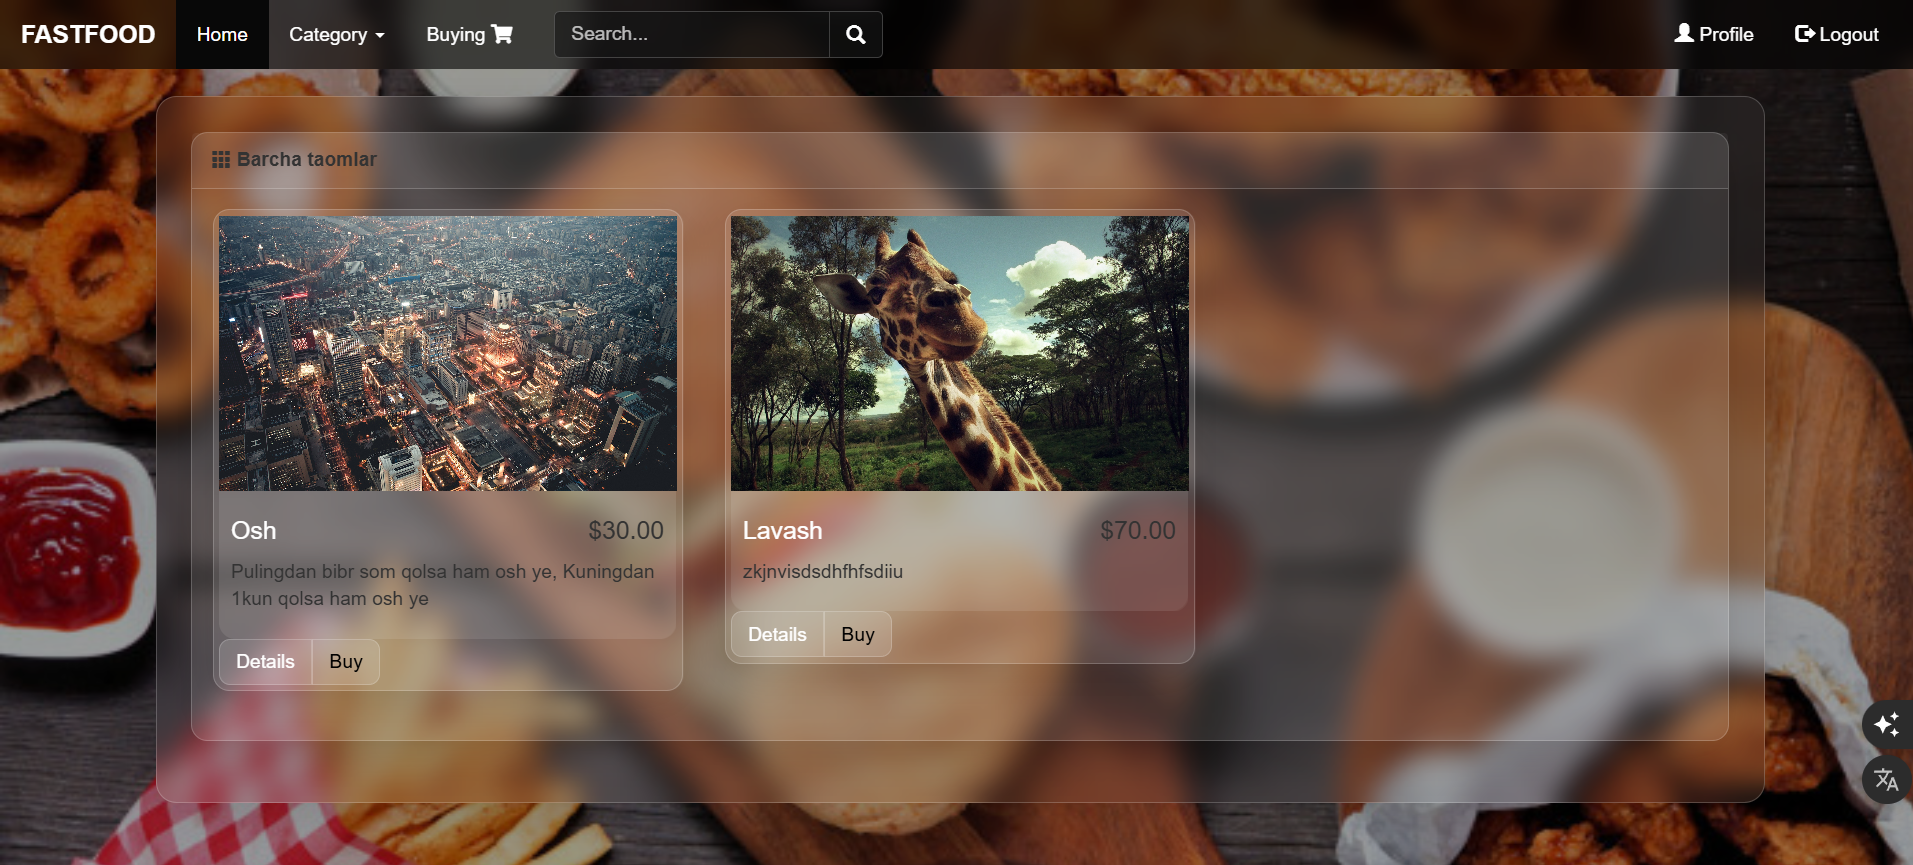 FASTFOOD
Home
Category
Buying
Search...
Profile
Logout
Barcha taomlar
Osh
$30.00
Pulingdan bibr som qolsa ham osh ye, Kuningdan
1kun qolsa ham osh ye
Details
Buy
Lavash
$70.00
zkjnvisdsdhfhfsdiiu
Details
Buy